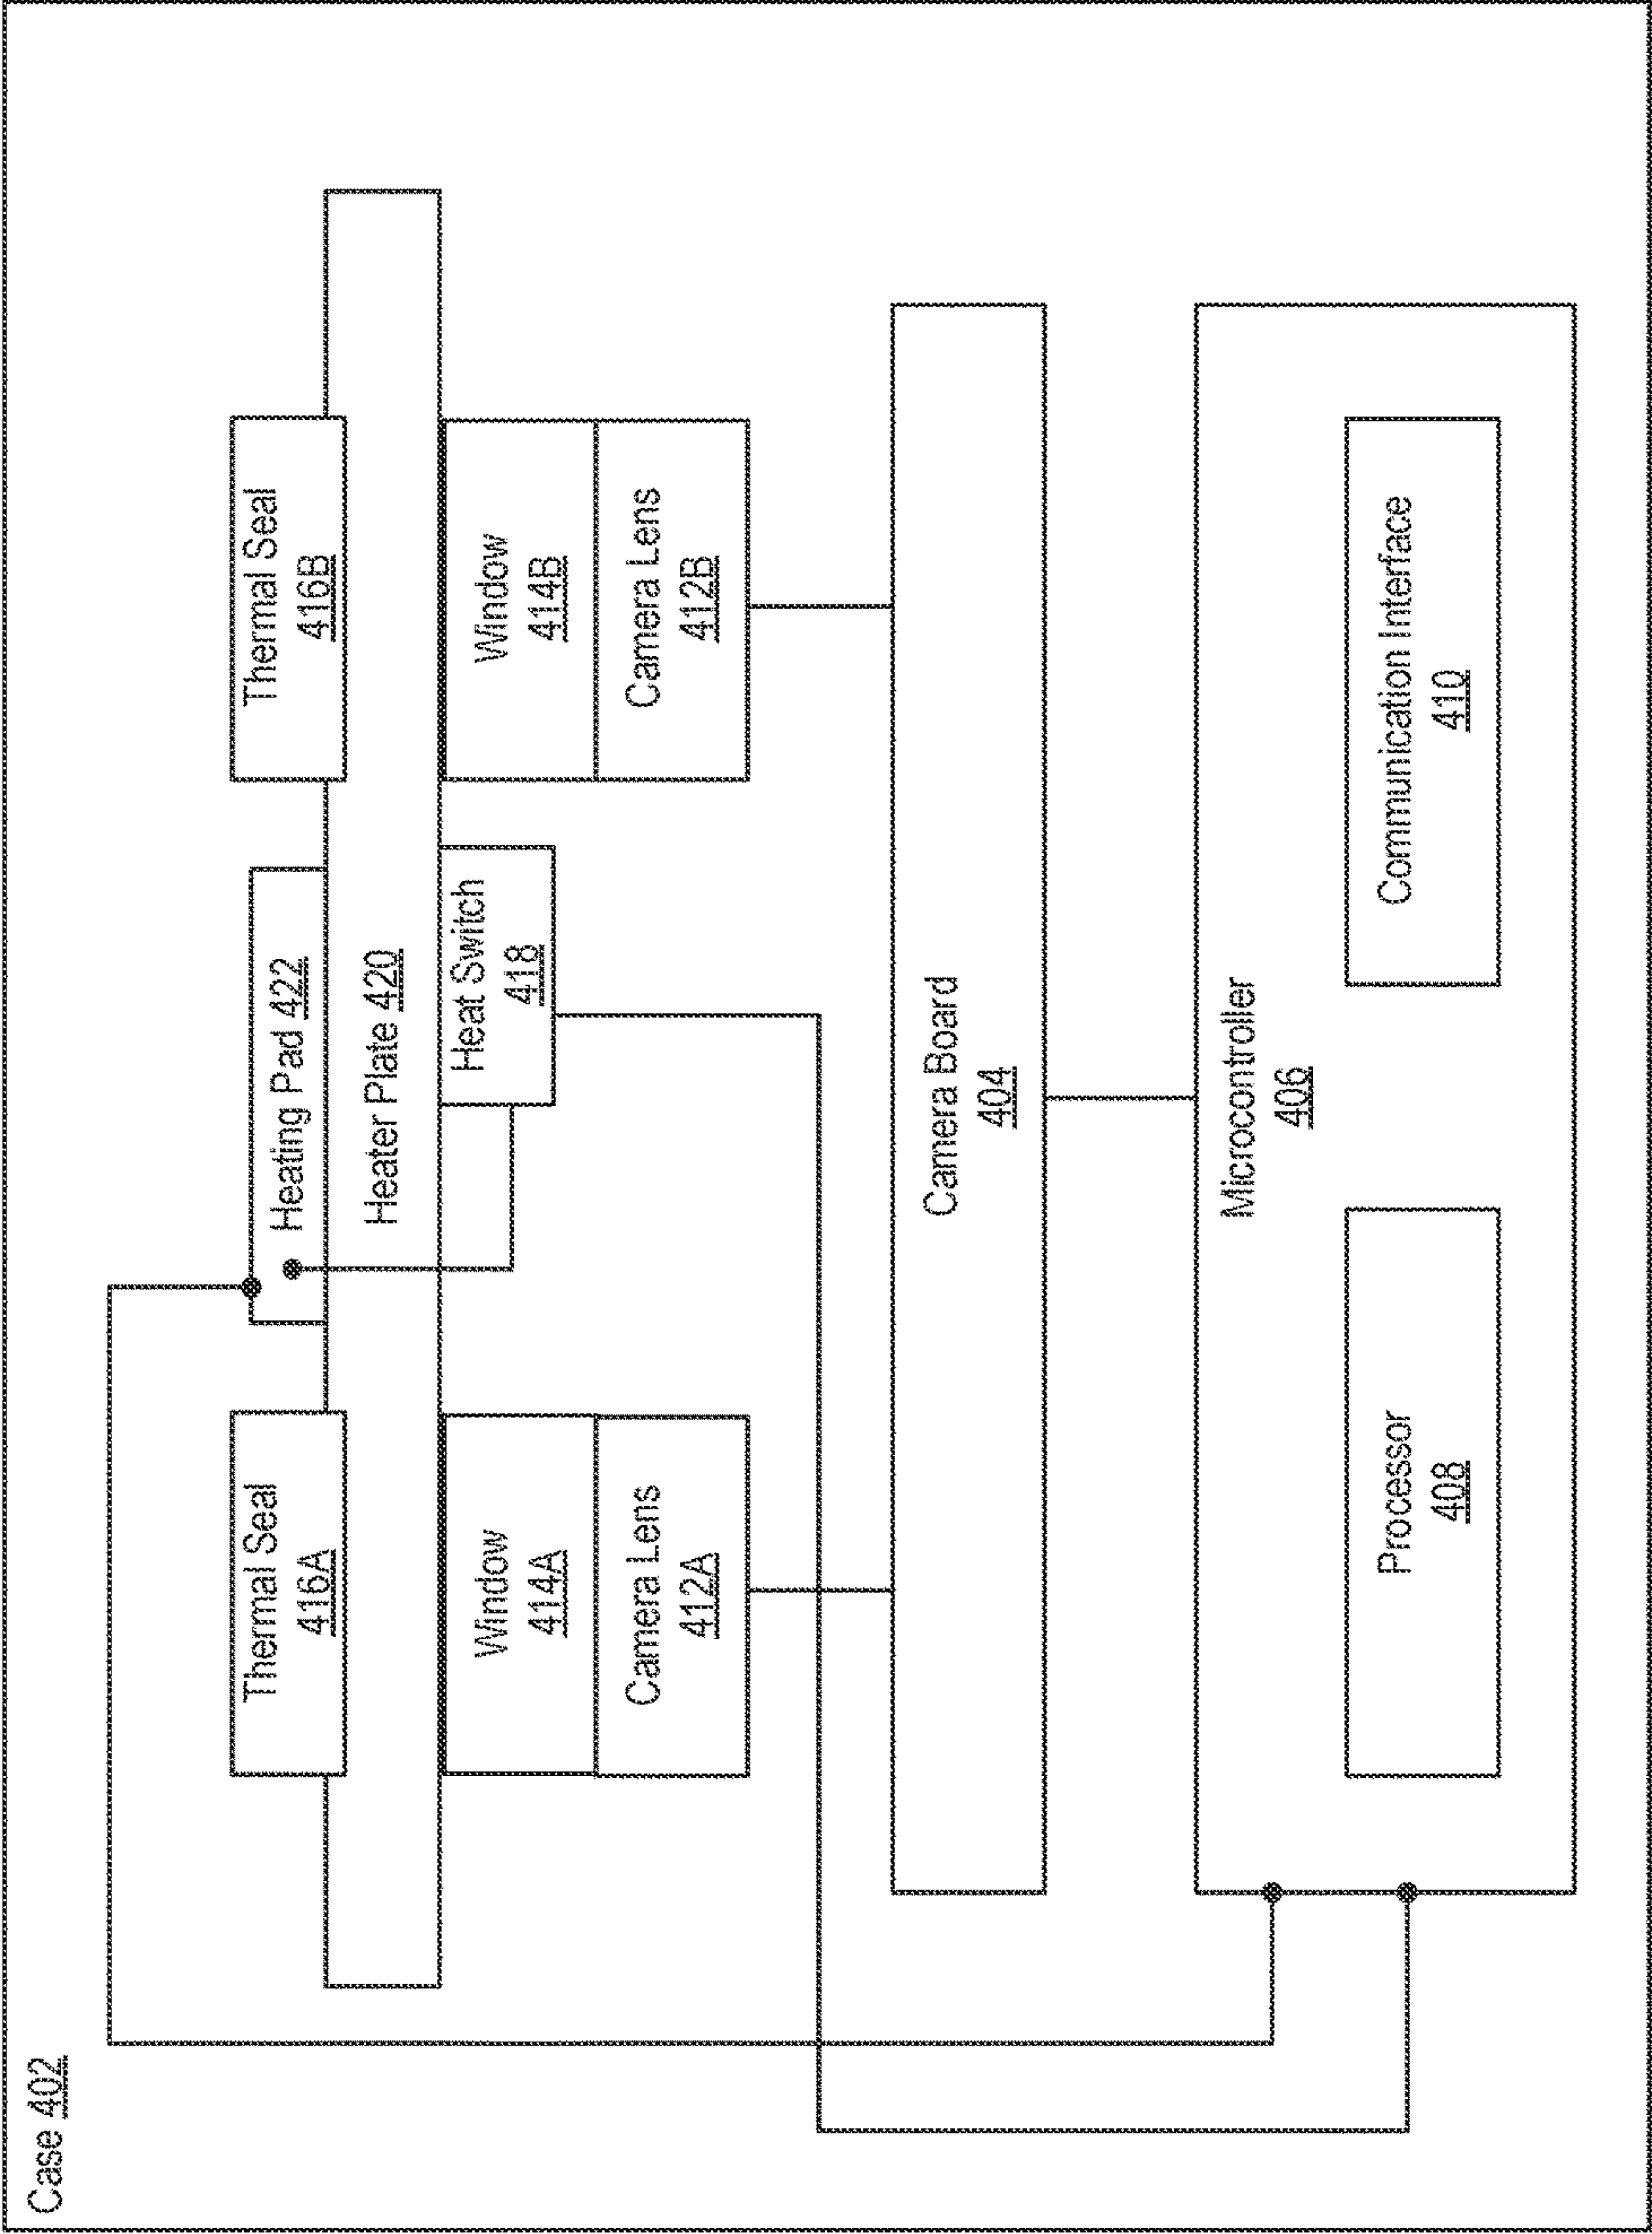 Case 402
Thermal Seal
416A
Thermal Seal
416B
Heating Pad 422
Heater Plate 420
Heat Switch
418
Window
414A
Window
414B
Camera Lens
412A
Camera Lens
412B
Camera Board
404
Microcontroller
406
Processor
408
Communication Interface
410